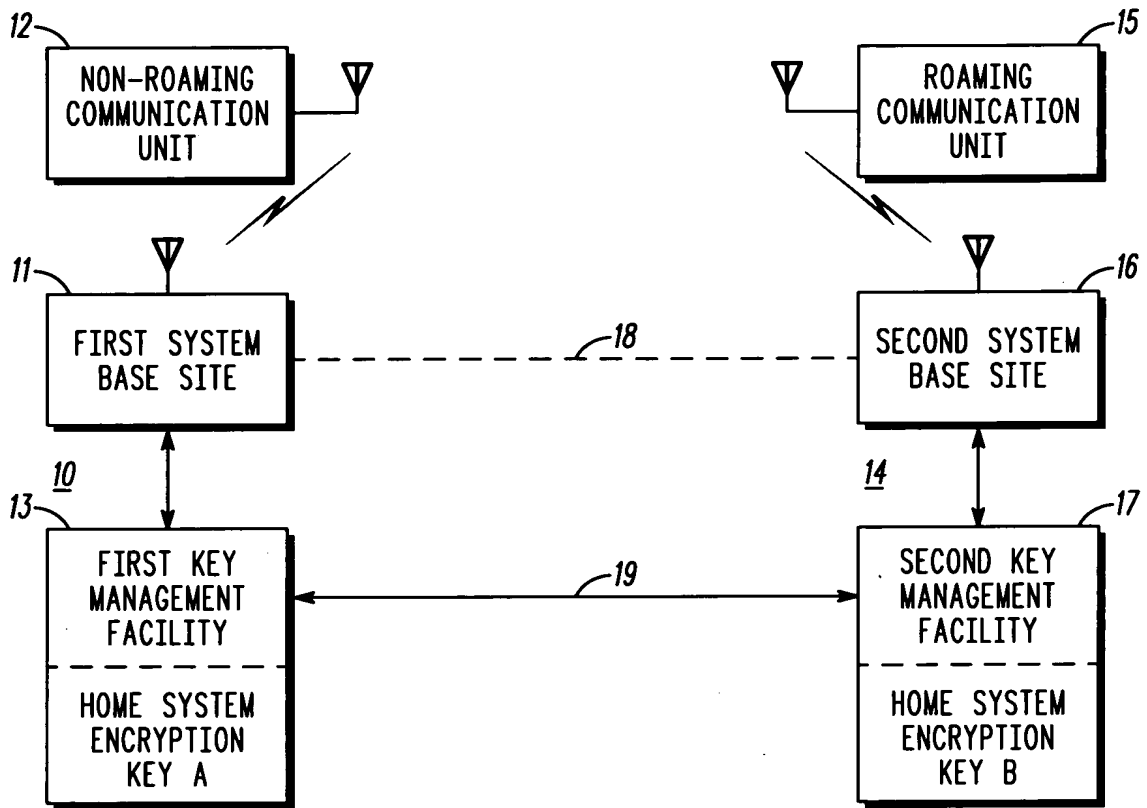 12
NON-ROAMING
COMMUNICATION
UNIT
15
ROAMING
COMMUNICATION
UNIT
11
FIRST SYSTEM
BASE SITE
18
16
SECOND SYSTEM
BASE SITE
10
14
13
FIRST KEY
MANAGEMENT
FACILITY
HOME SYSTEM
ENCRYPTION
KEY A
19
17
SECOND KEY
MANAGEMENT
FACILITY
HOME SYSTEM
ENCRYPTION
KEY B